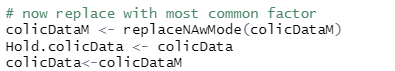 # now replace with most common factor
colicDataM <- replaceNAwMode(colicDataM)
Hold.colicData <- colicData
colicData<-colicDataM